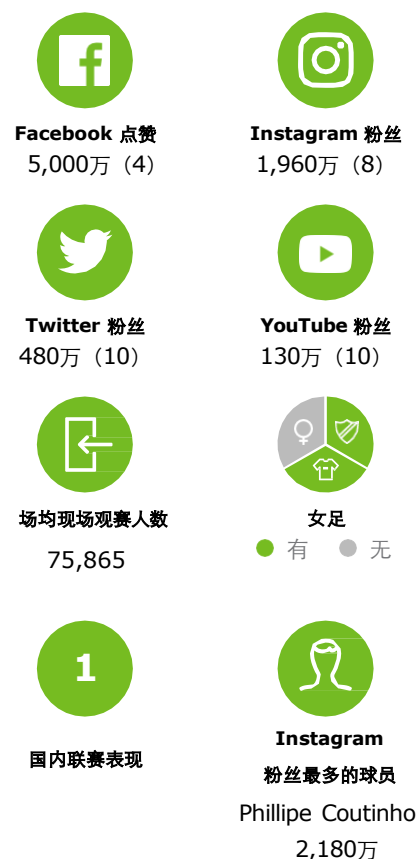 Facebook 点赞
5,000万（4）
Instagram 粉丝
1,960万（8）
Twitter 粉丝
480万（10）
YouTube 粉丝
130万（10）
场均现场观赛人数
75,865
女足
有 无
1
国内联赛表现
Instagram
粉丝最多的球员
Phillipe Coutinho
2,180万